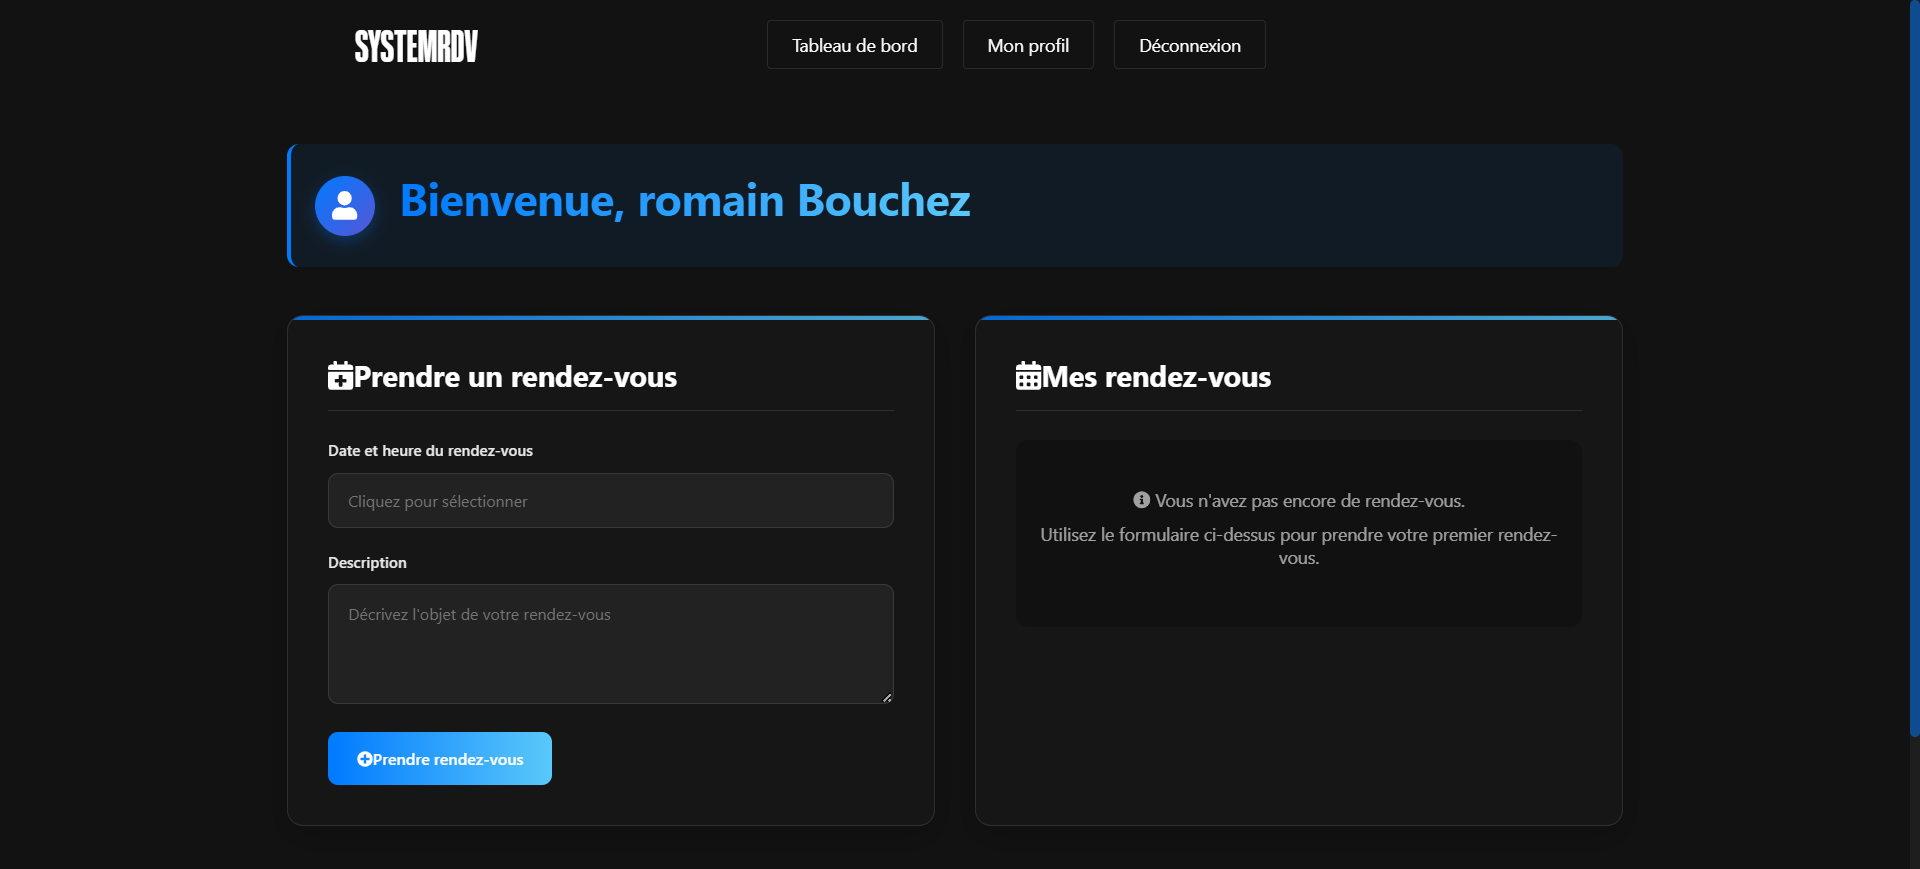 SYSTEMRDV
Tableau de bord
Mon profil
Déconnexion
Bienvenue, romain Bouchez
Prendre un rendez-vous
Date et heure du rendez-vous
Cliquez pour sélectionner
Description
Décrivez l'objet de votre rendez-vous
Prendre rendez-vous
Mes rendez-vous
Vous n'avez pas encore de rendez-vous.
Utilisez le formulaire ci-dessus pour prendre votre premier rendez-
vous.